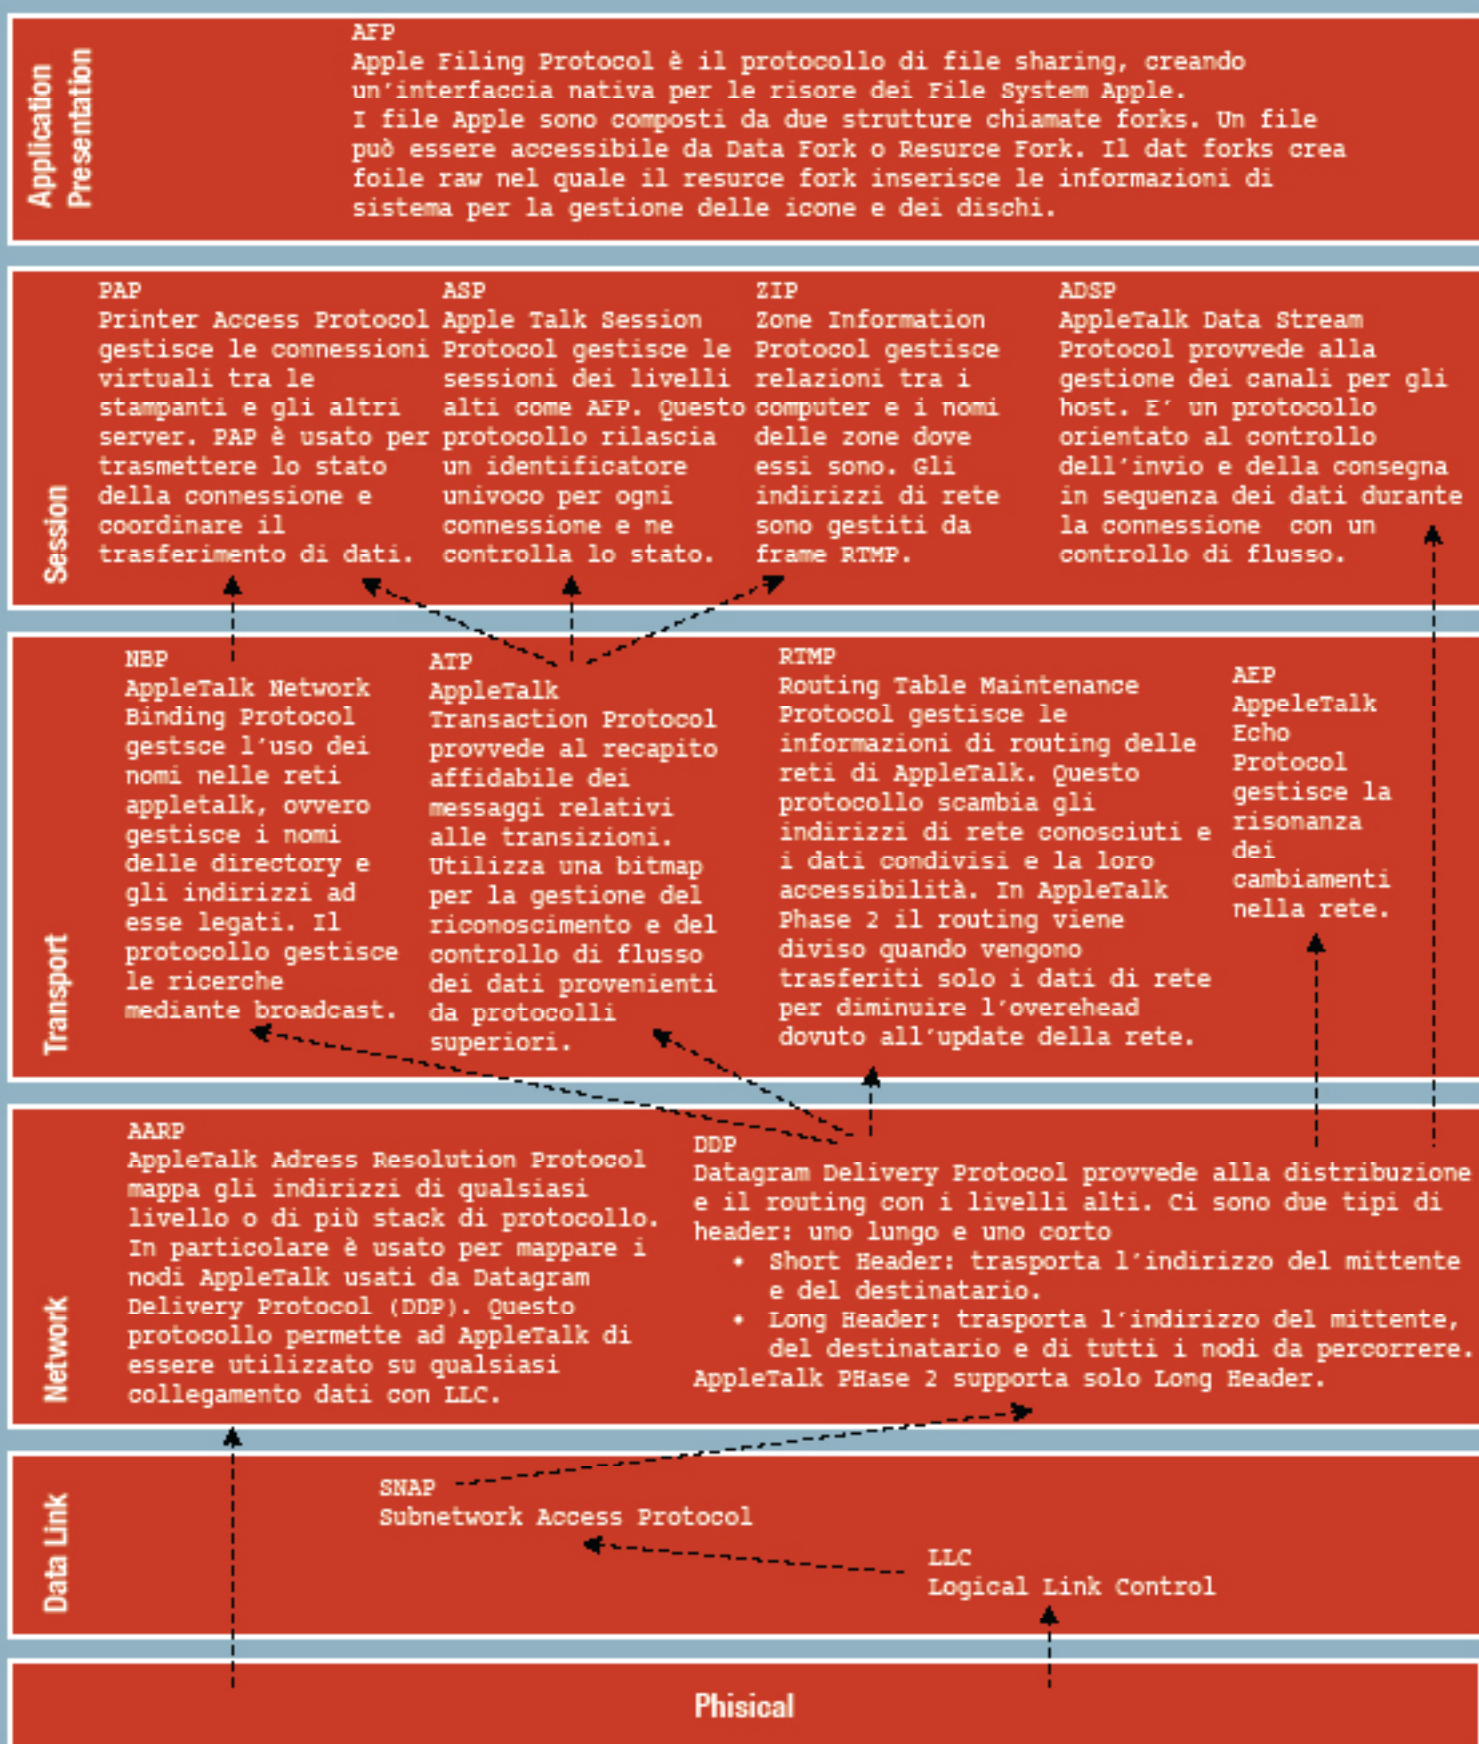 Application
Presentation
AFP
Apple Filing Protocol è il protocollo di file sharing, creando
un'interfaccia nativa per le risore dei File System Apple.
I file Apple sono composti da due strutture chiamate forks. Un file
può essere accessibile da Data Fork o Resurce Fork. Il dat forks crea
foile raw nel quale il resurce fork inserisce le informazioni di
sistema per la gestione delle icone e dei dischi.
Session
PAP
Printer Access Protocol
gestisce le connessioni
virtuali tra le
stampanti e gli altri
server. PAP è usato per
trasmettere lo stato
della connessione e
coordinare il
trasferimento di dati.
ASP
Apple Talk Session
Protocol gestisce le
sessioni dei livelli
alti come AFP. Questo
protocollo rilascia
un identificatore
univoco per ogni
connessione e ne
controlla lo stato.
ZIP
Zone Information
Protocol gestisce
relazioni tra i
computer e i nomi
delle zone dove
essi sono. Gli
indirizzi di rete
sono gestiti da
frame RTMP.
ADSP
AppleTalk Data Stream
Protocol provvede alla
gestione dei canali per gli
host. E' un protocollo
orientato al controllo
dell'invio e della consegna
in sequenza dei dati durante
la connessione con un
controllo di flusso.
Transport
NBP
AppleTalk Network
Binding Protocol
gestsce l'uso dei
nomi nelle reti
appletalk, ovvero
gestisce i nomi
delle directory e
gli indirizzi ad
esse legati. Il
protocollo gestisce
le ricerche
mediante broadcast.
ATP
AppleTalk
Transaction Protocol
provvede al recapito
affidabile dei
messaggi relativi
alle transizioni.
Utilizza una bitmap
per la gestione del
riconoscimento e del
controllo di flusso
dei dati provenienti
da protocolli
superiori.
RTMP
Routing Table Maintenance
Protocol gestisce le
informazioni di routing delle
reti di AppleTalk. Questo
protocollo scambia gli
indirizzi di rete conosciuti e
i dati condivisi e la loro
accessibilità. In AppleTalk
Phase 2 il routing viene
diviso quando vengono
trasferiti solo i dati di rete
per diminuire l'overehead
dovuto all'update della rete.
AEP
AppeleTalk
Echo
Protocol
gestisce la
risonanza
dei
cambiamenti
nella rete.
Network
AARP
AppleTalk Adress Resolution Protocol
mappa gli indirizzi di qualsiasi
livello o di più stack di protocollo.
In particolare è usato per mappare i
nodi AppleTalk usati da Datagram
Delivery Protocol (DDP). Questo
protocollo permette ad AppleTalk di
essere utilizzato su qualsiasi
collegamento dati con LLC.
DDP
Datagram Delivery Protocol provvede alla distribuzione
e il routing con i livelli alti. Ci sono due tipi di
header: uno lungo e uno corto
• Short Header: trasporta l'indirizzo del mittente
e del destinatario.
• Long Header: trasporta l'indirizzo del mittente,
del destinatario e di tutti i nodi da percorrere.
AppleTalk PHase 2 supporta solo Long Header.
Data Link
SNAP
Subnetwork Access Protocol
LLC
Logical Link Control
Phisical